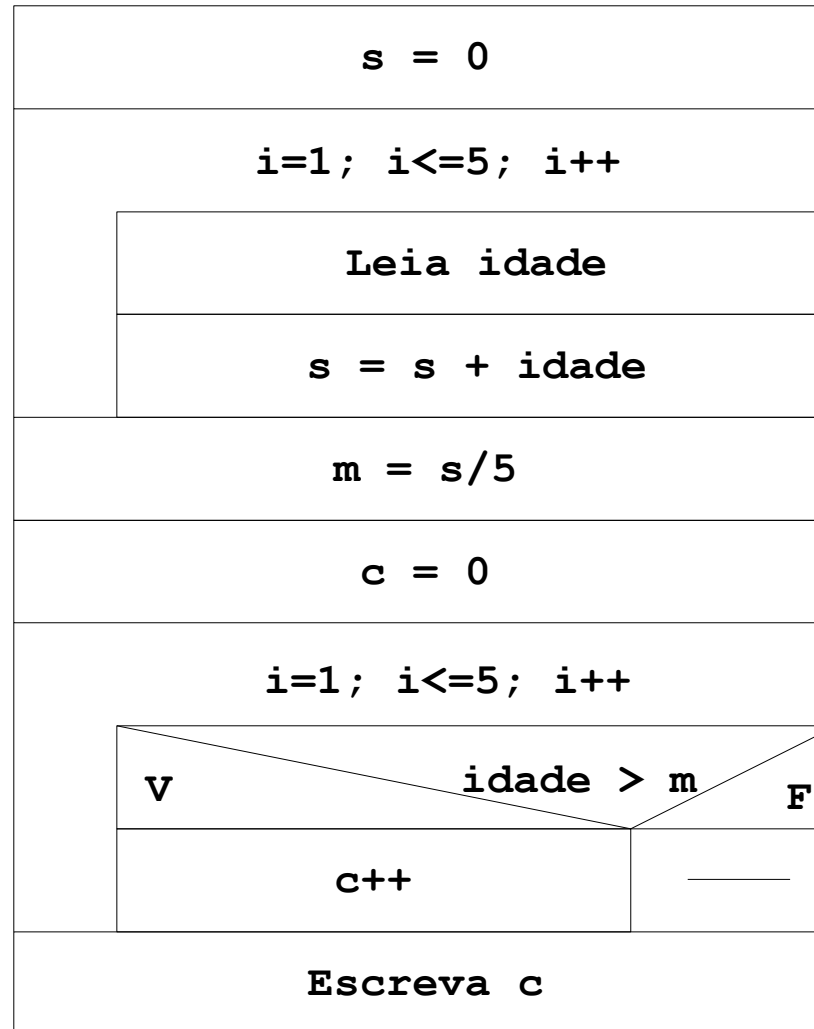 s = 0
i=1; i<=5; i++
Leia idade
s = s + idade
m = s/5
c = 0
i=1; i<=5; i++
idade > m
V
F
c++
Escreva c